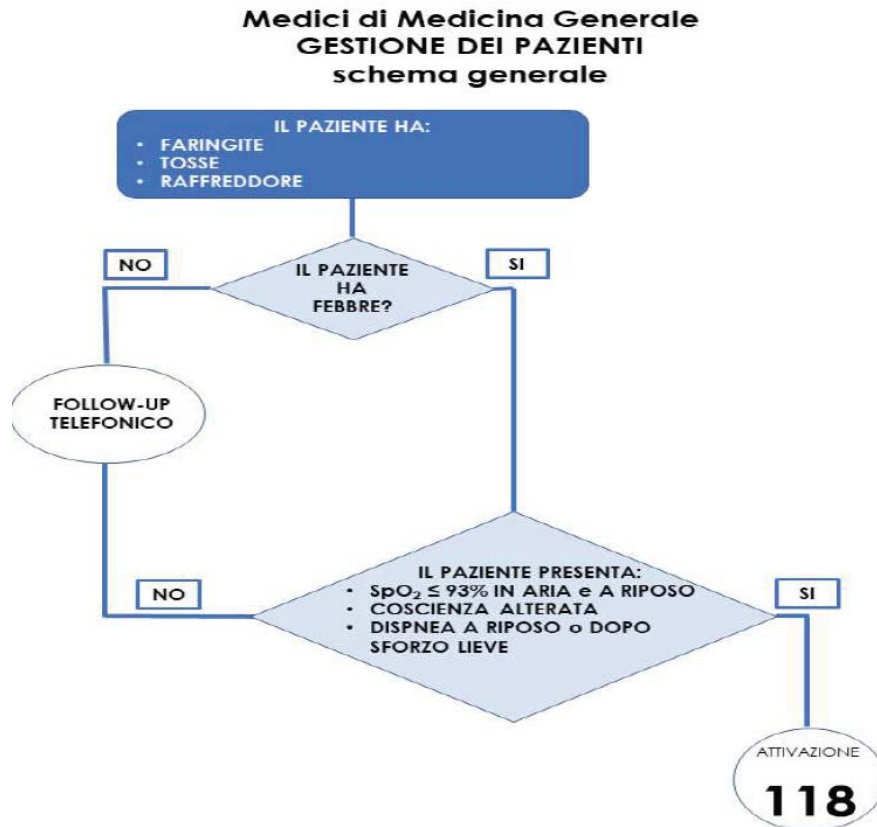 Medici di Medicina Generale
GESTIONE DEI PAZIENTI
schema generale
IL PAZIENTE HA:
• FARINGITE
• TOSSE
• RAFFREDDORE
NO
SI
IL PAZIENTE
HA
FEBBRE?
FOLLOW-UP
TELEFONICO
IL PAZIENTE PRESENTA:
• SpO₂ ≤ 93% IN ARIA e A RIPOSO
• COSCIENZA ALTERATA
• DISPNEA A RIPOSO o DOPO
SFORZO LIEVE
NO
SI
ATTIVAZIONE
118